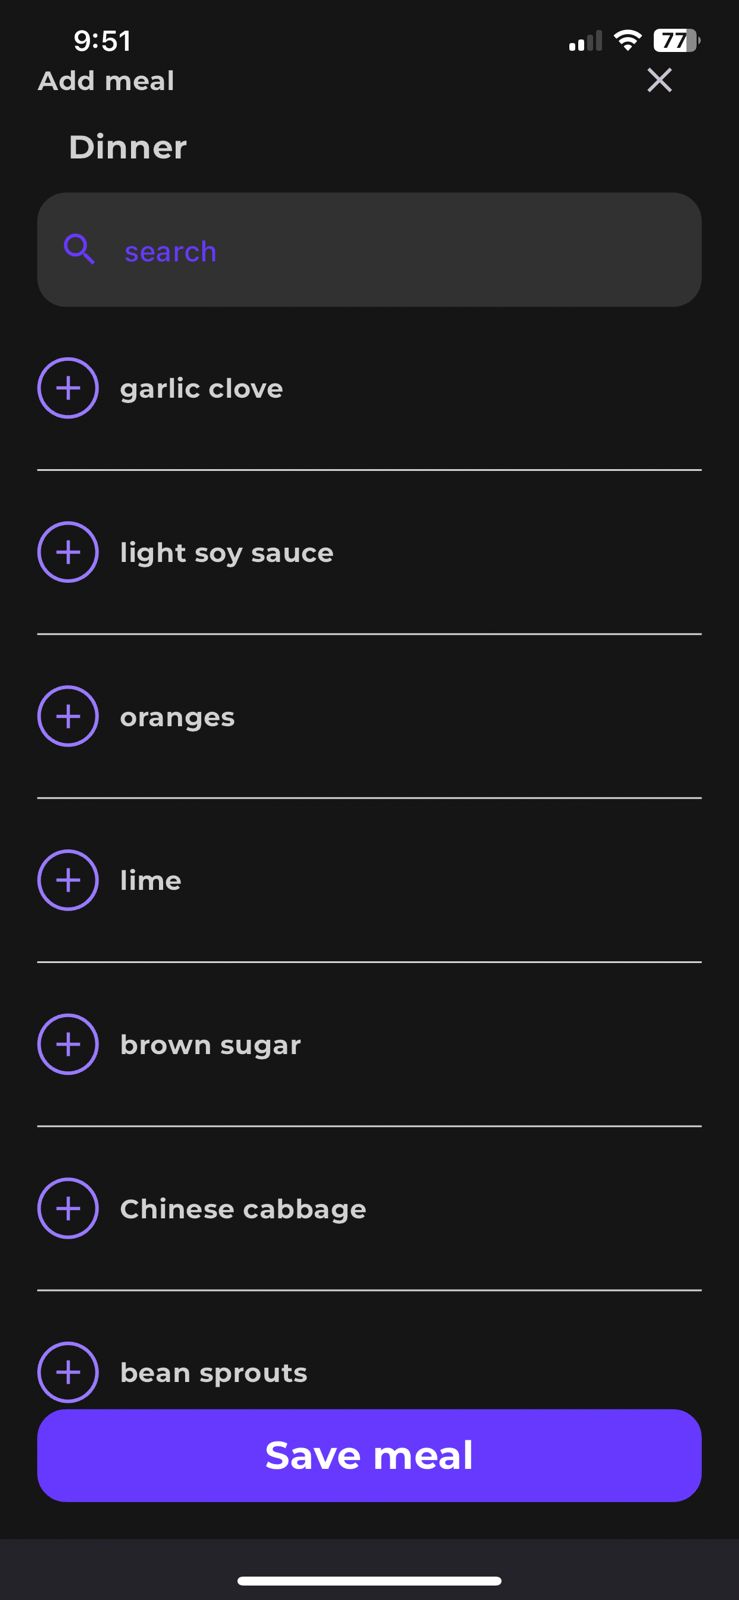 9:51
77
Add meal
Dinner
search
garlic clove
light soy sauce
oranges
lime
brown sugar
Chinese cabbage
bean sprouts
Save meal